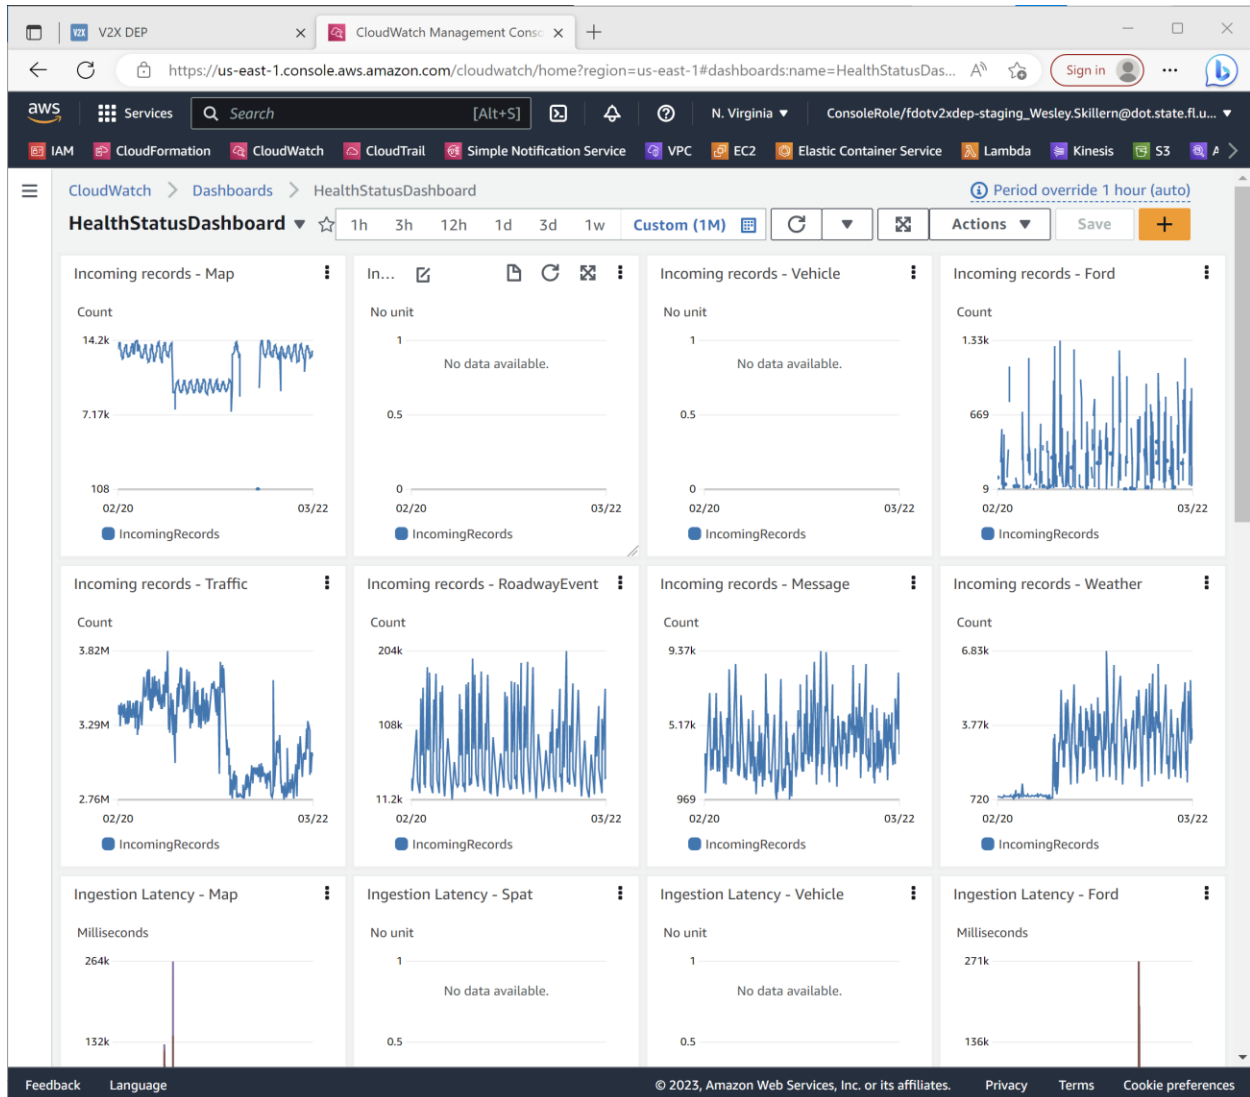 V2X DEP
CloudWatch Management Conso
https://us-east-1.console.aws.amazon.com/cloudwatch/home?region=us-east-1#dashboards:name=HealthStatusDas...
Sign in
aws Services Search [Alt+S] N. Virginia ▼ ConsoleRole/fdotv2xdep-staging_Wesley.Skillern@dot.state.fl.u... ▼
IAM CloudFormation CloudWatch CloudTrail Simple Notification Service VPC EC2 Elastic Container Service Lambda Kinesis S3 A
CloudWatch > Dashboards > HealthStatusDashboard
Period override 1 hour (auto)
HealthStatusDashboard ▼ 1h 3h 12h 1d 3d 1w Custom (1M) Actions ▼ Save +
Incoming records - Map
Count
14.2k
7.17k
108
02/20 03/22
IncomingRecords
In...
No unit
1
No data available.
0.5
0
02/20 03/22
IncomingRecords
Incoming records - Vehicle
No unit
1
No data available.
0.5
0
02/20 03/22
IncomingRecords
Incoming records - Ford
Count
1.33k
669
9
02/20 03/22
IncomingRecords
Incoming records - Traffic
Count
3.82M
3.29M
2.76M
02/20 03/22
IncomingRecords
Incoming records - RoadwayEvent
Count
204k
108k
11.2k
02/20 03/22
IncomingRecords
Incoming records - Message
Count
9.37k
5.17k
969
02/20 03/22
IncomingRecords
Incoming records - Weather
Count
6.83k
3.77k
720
02/20 03/22
IncomingRecords
Ingestion Latency - Map
Milliseconds
264k
132k
Ingestion Latency - Spat
No unit
1
No data available.
0.5
Ingestion Latency - Vehicle
No unit
1
No data available.
0.5
Ingestion Latency - Ford
Milliseconds
271k
136k
Feedback Language © 2023, Amazon Web Services, Inc. or its affiliates. Privacy Terms Cookie preferences